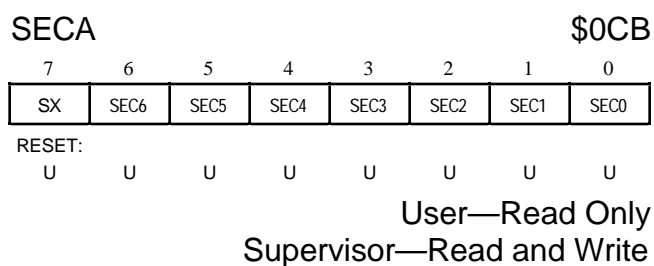 SECA $0CB
7 6 5 4 3 2 1 0
SX SEC6 SEC5 SEC4 SEC3 SEC2 SEC1 SEC0
RESET:
U U U U U U U U
User—Read Only
Supervisor—Read and Write